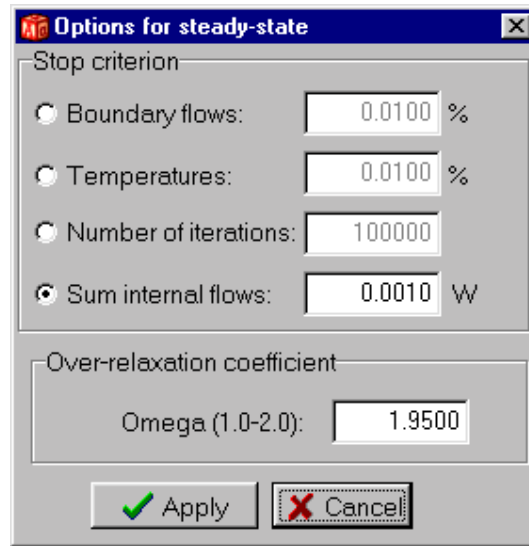 Options for steady-state
Stop criterion
Boundary flows: 0.0100 %
Temperatures: 0.0100 %
Number of iterations: 100000
Sum internal flows: 0.0010 W
Over-relaxation coefficient
Omega (1.0-2.0): 1.9500
Apply Cancel